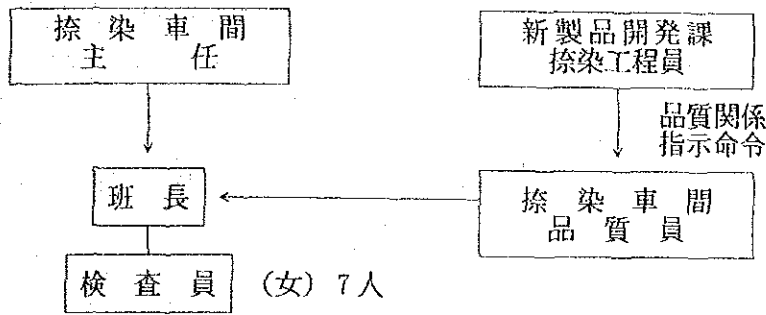 捺染車間
主任
新製品開発課
捺染工程員
品質関係
指示命令
班長
捺染車間
品質員
検査員 (女) 7人